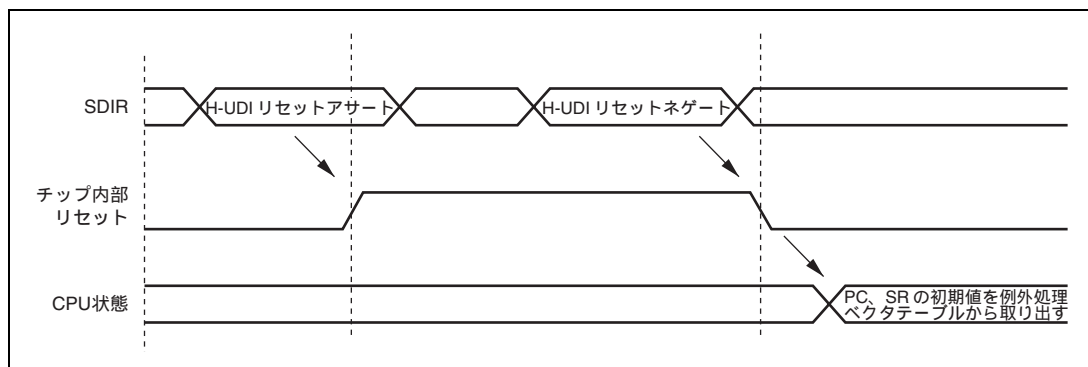 SDIR
H-UDI リセットアサート
H-UDI リセットネゲート
チップ内部
リセット
CPU状態
PC、SR の初期値を例外処理
ベクタテーブルから取り出す